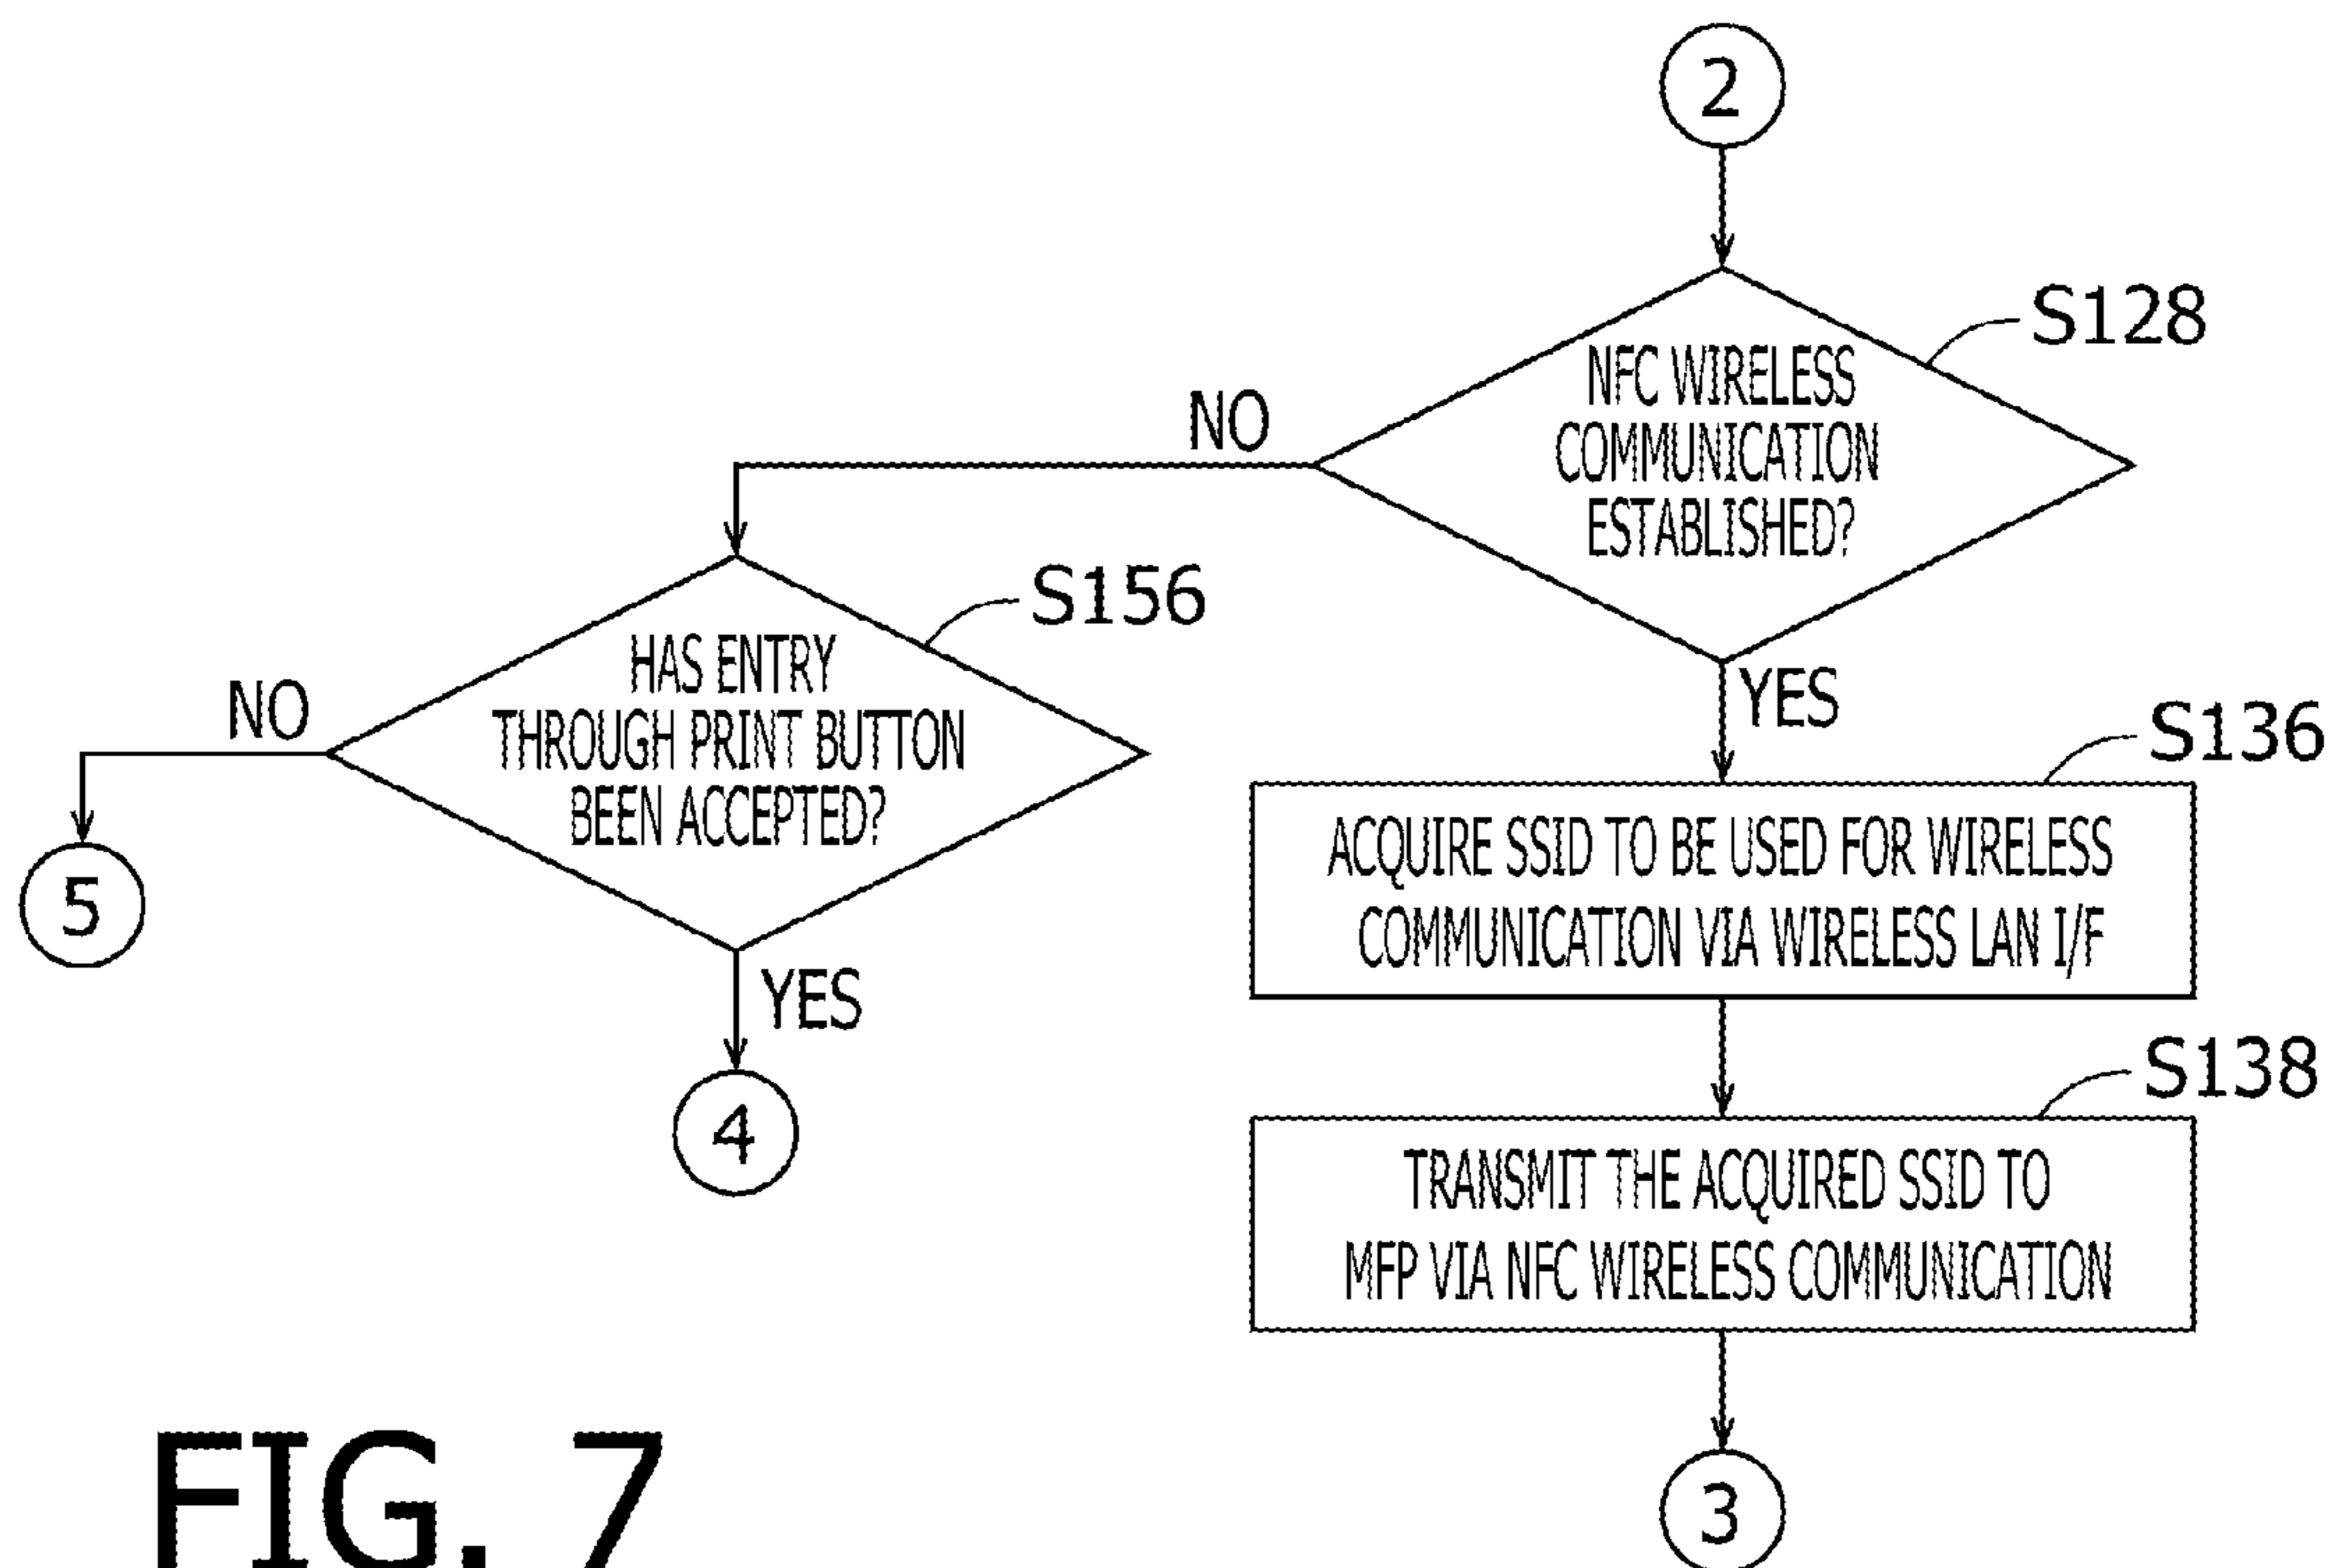 2
S128
NFC WIRELESS
COMMUNICATION
ESTABLISHED?
NO
YES
S156
HAS ENTRY
THROUGH PRINT BUTTON
BEEN ACCEPTED?
NO
5
YES
4
S136
ACQUIRE SSID TO BE USED FOR WIRELESS
COMMUNICATION VIA WIRELESS LAN I/F
S138
TRANSMIT THE ACQUIRED SSID TO
MFP VIA NFC WIRELESS COMMUNICATION
3
FIG. 7